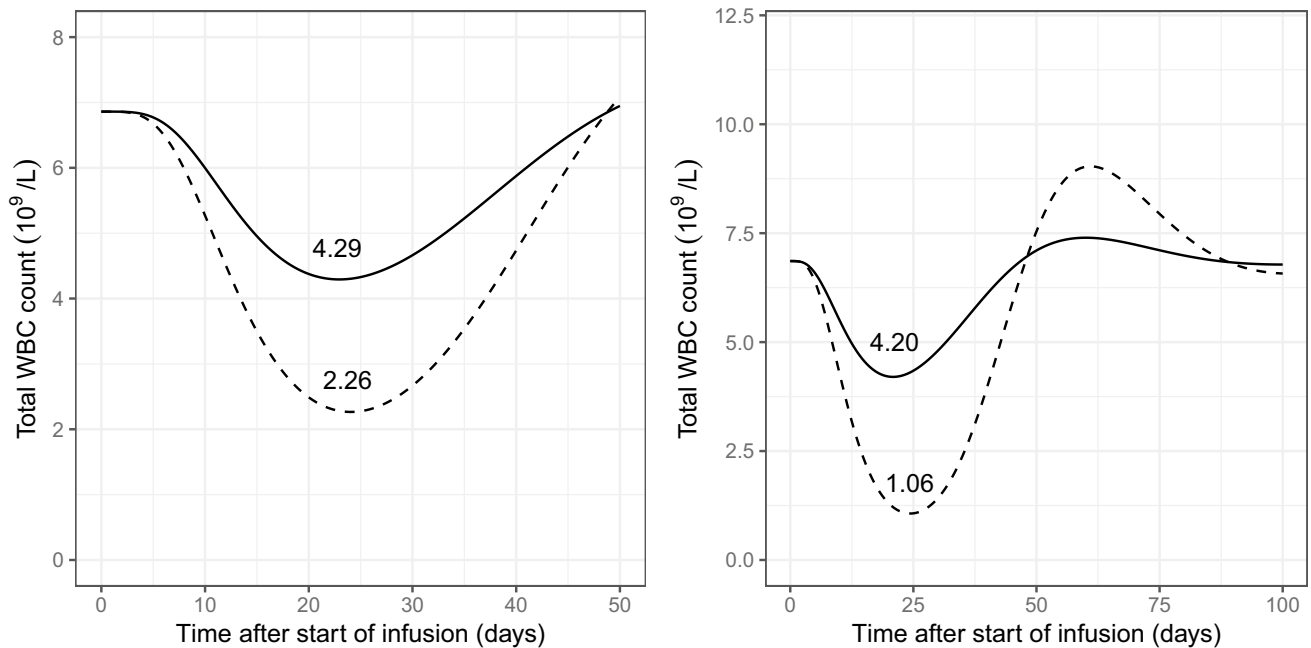 Total WBC count (10⁹ /L)
8
6
4
2
0
4.29
2.26
0 10 20 30 40 50
Time after start of infusion (days)
Total WBC count (10⁹ /L)
12.5
10.0
7.5
5.0
2.5
0.0
4.20
1.06
0 25 50 75 100
Time after start of infusion (days)